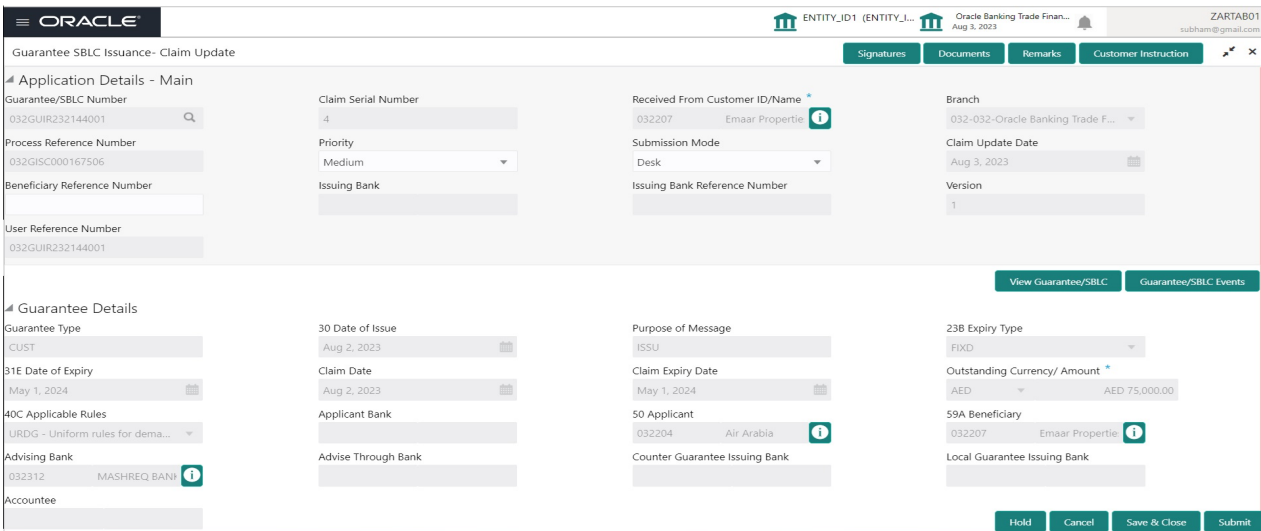 ORACLE
ENTITY_ID1 (ENTITY_I... Oracle Banking Trade Finan... ZARTAB01
Aug 3, 2023 subham@gmail.com
Guarantee SBLC Issuance- Claim Update Signatures Documents Remarks Customer Instruction
Application Details - Main
Guarantee/SBLC Number Claim Serial Number Received From Customer ID/Name * Branch
032GUIR232144001 4 032207 Emaar Propertie 032-032-Oracle Banking Trade F...
Process Reference Number Priority Submission Mode Claim Update Date
032GISC000167506 Medium Desk Aug 3, 2023
Beneficiary Reference Number Issuing Bank Issuing Bank Reference Number Version
1
User Reference Number
032GUIR232144001
View Guarantee/SBLC Guarantee/SBLC Events
Guarantee Details
Guarantee Type 30 Date of Issue Purpose of Message 23B Expiry Type
CUST Aug 2, 2023 ISSU FIXD
31E Date of Expiry Claim Date Claim Expiry Date Outstanding Currency/ Amount *
May 1, 2024 Aug 2, 2023 May 1, 2024 AED AED 75,000.00
40C Applicable Rules Applicant Bank 50 Applicant 59A Beneficiary
URDG - Uniform rules for dema... 032204 Air Arabia 032207 Emaar Propertie
Advising Bank Advise Through Bank Counter Guarantee Issuing Bank Local Guarantee Issuing Bank
032312 MASHREQ BANK
Accountee
Hold Cancel Save & Close Submit